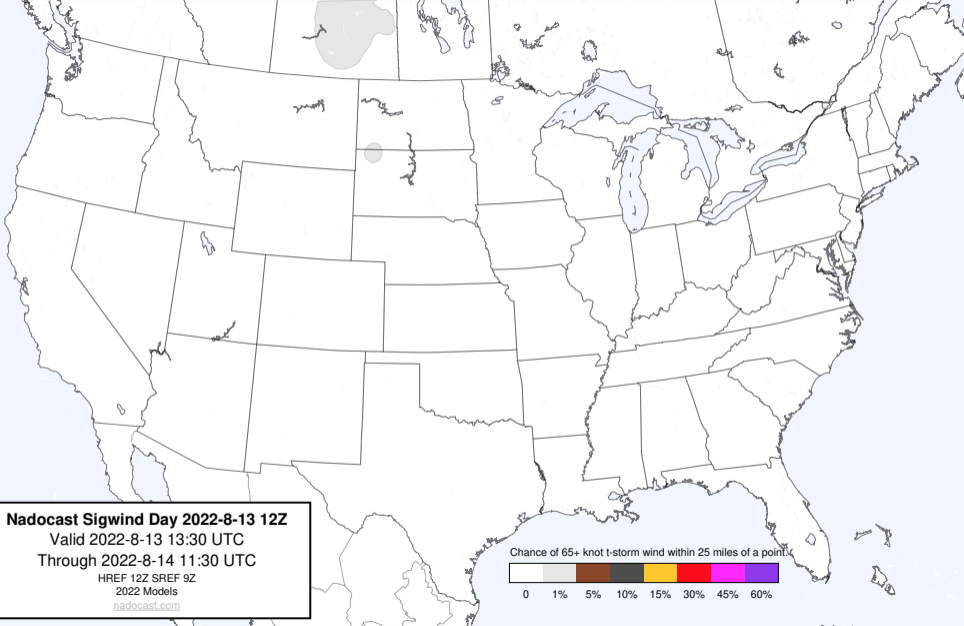 Nadocast Sigwind Day 2022-8-13 12Z
Valid 2022-8-13 13:30 UTC
Through 2022-8-14 11:30 UTC
HREF 12Z SREF 9Z
2022 Models
nadocast.com
Chance of 65+ knot t-storm wind within 25 miles of a point.
0 1% 5% 10% 15% 30% 45% 60%